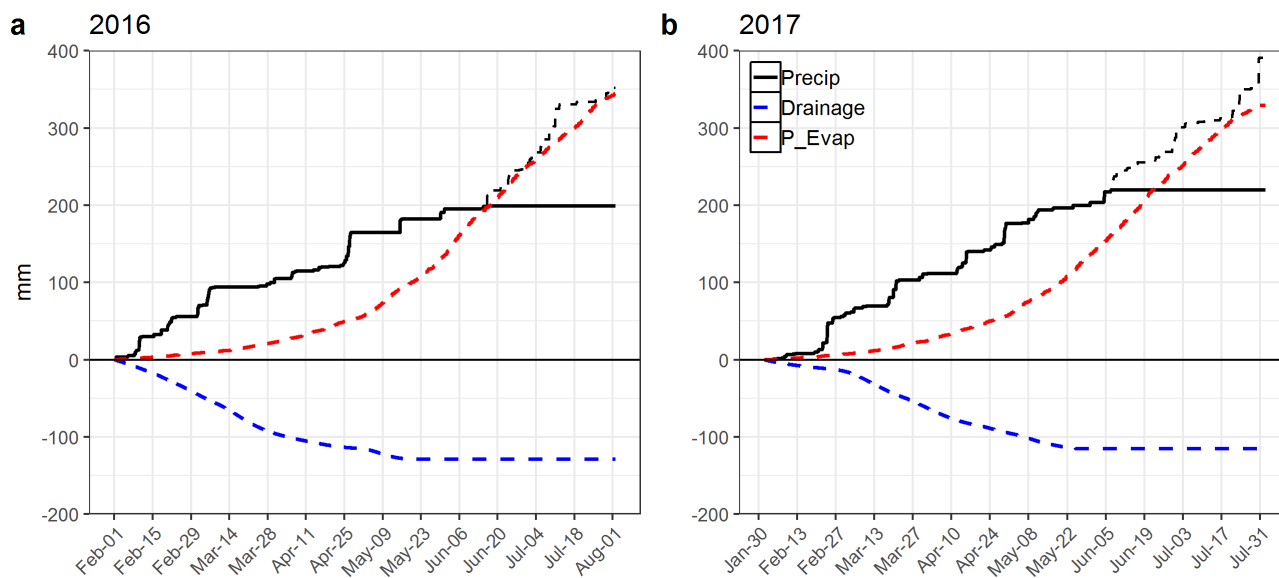 a 2016
400
300
200
100
0
-100
-200
mm
Feb-01
Feb-15
Feb-29
Mar-14
Mar-28
Apr-11
Apr-25
May-09
May-23
Jun-06
Jun-20
Jul-04
Jul-18
Aug-01
b 2017
400
300
200
100
0
-100
-200
Precip
Drainage
P_Evap
Jan-30
Feb-13
Feb-27
Mar-13
Mar-27
Apr-10
Apr-24
May-08
May-22
Jun-05
Jun-19
Jul-03
Jul-17
Jul-31